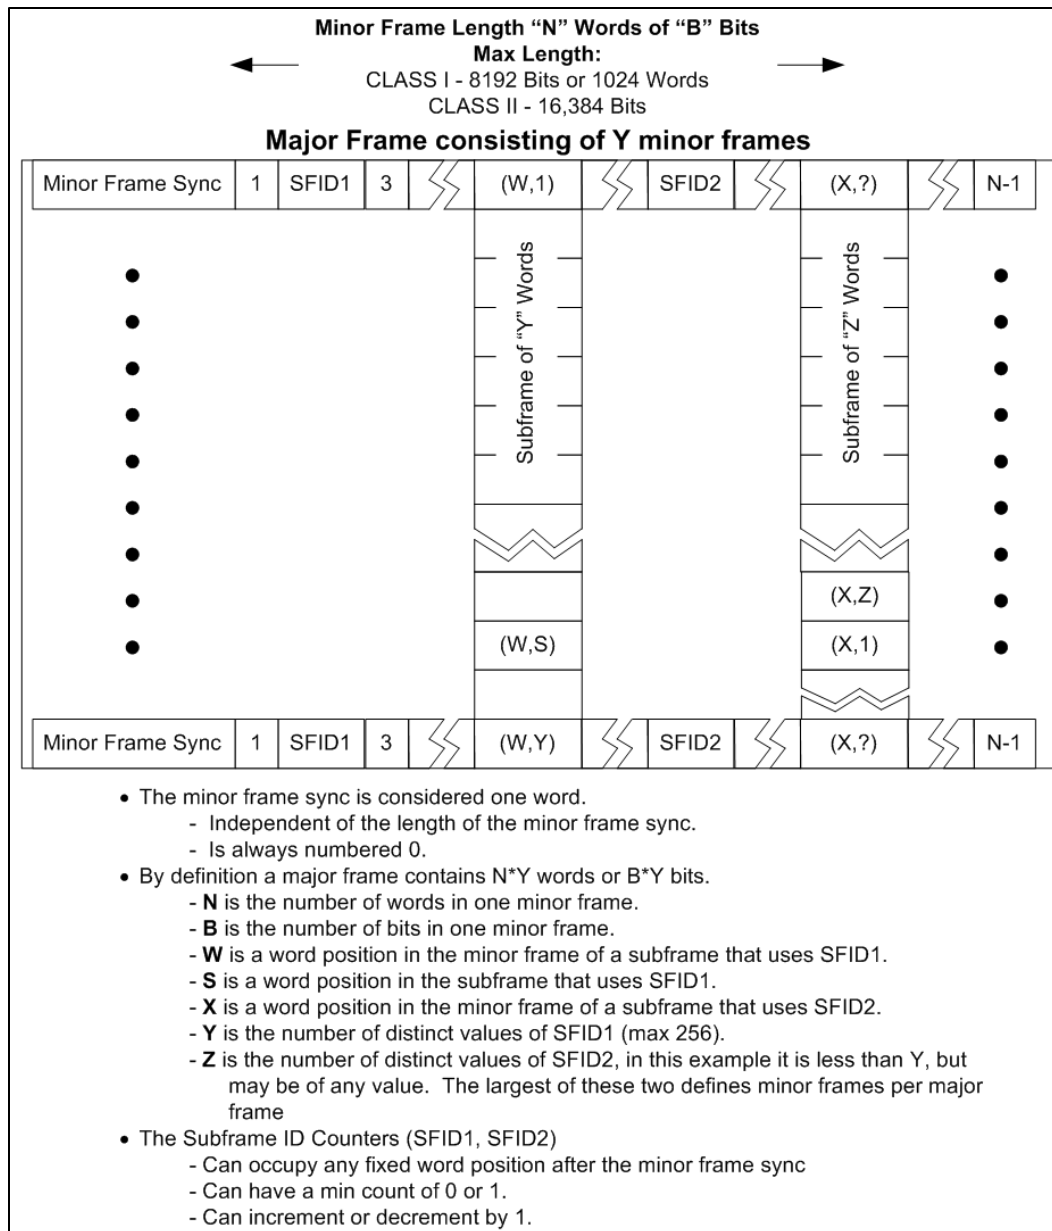 Minor Frame Length “N” Words of “B” Bits
Max Length:
CLASS I - 8192 Bits or 1024 Words
CLASS II - 16,384 Bits
Major Frame consisting of Y minor frames
Minor Frame Sync 1 SFID1 3 (W,1) SFID2 (X,?) N-1
Subframe of “Y” Words
Subframe of “Z” Words
(X,Z)
(W,S) (X,1)
Minor Frame Sync 1 SFID1 3 (W,Y) SFID2 (X,?) N-1
• The minor frame sync is considered one word.
- Independent of the length of the minor frame sync.
- Is always numbered 0.
• By definition a major frame contains N*Y words or B*Y bits.
- N is the number of words in one minor frame.
- B is the number of bits in one minor frame.
- W is a word position in the minor frame of a subframe that uses SFID1.
- S is a word position in the subframe that uses SFID1.
- X is a word position in the minor frame of a subframe that uses SFID2.
- Y is the number of distinct values of SFID1 (max 256).
- Z is the number of distinct values of SFID2, in this example it is less than Y, but
may be of any value. The largest of these two defines minor frames per major
frame
• The Subframe ID Counters (SFID1, SFID2)
- Can occupy any fixed word position after the minor frame sync
- Can have a min count of 0 or 1.
- Can increment or decrement by 1.